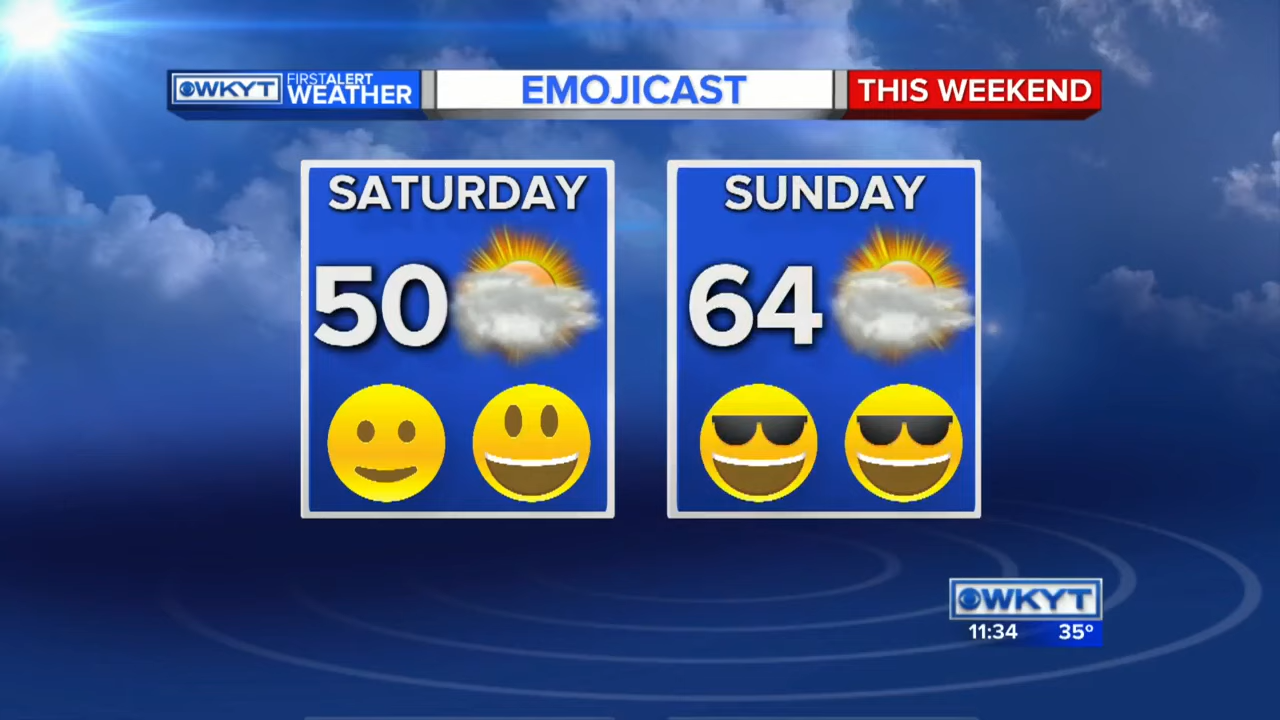 WKYT FIRST ALERT WEATHER
EMOJICAST
THIS WEEKEND
SATURDAY
50
SUNDAY
64
WKYT
11:34 35°